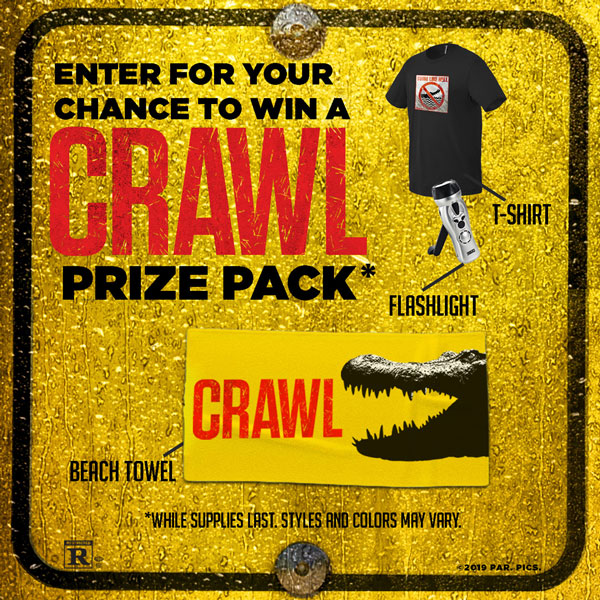 ENTER FOR YOUR
CHANCE TO WIN A
CRAWL
PRIZE PACK*
T-SHIRT
FLASHLIGHT
CRAWL
BEACH TOWEL
*WHILE SUPPLIES LAST. STYLES AND COLORS MAY VARY.
R
©2019 PAR. PICS.